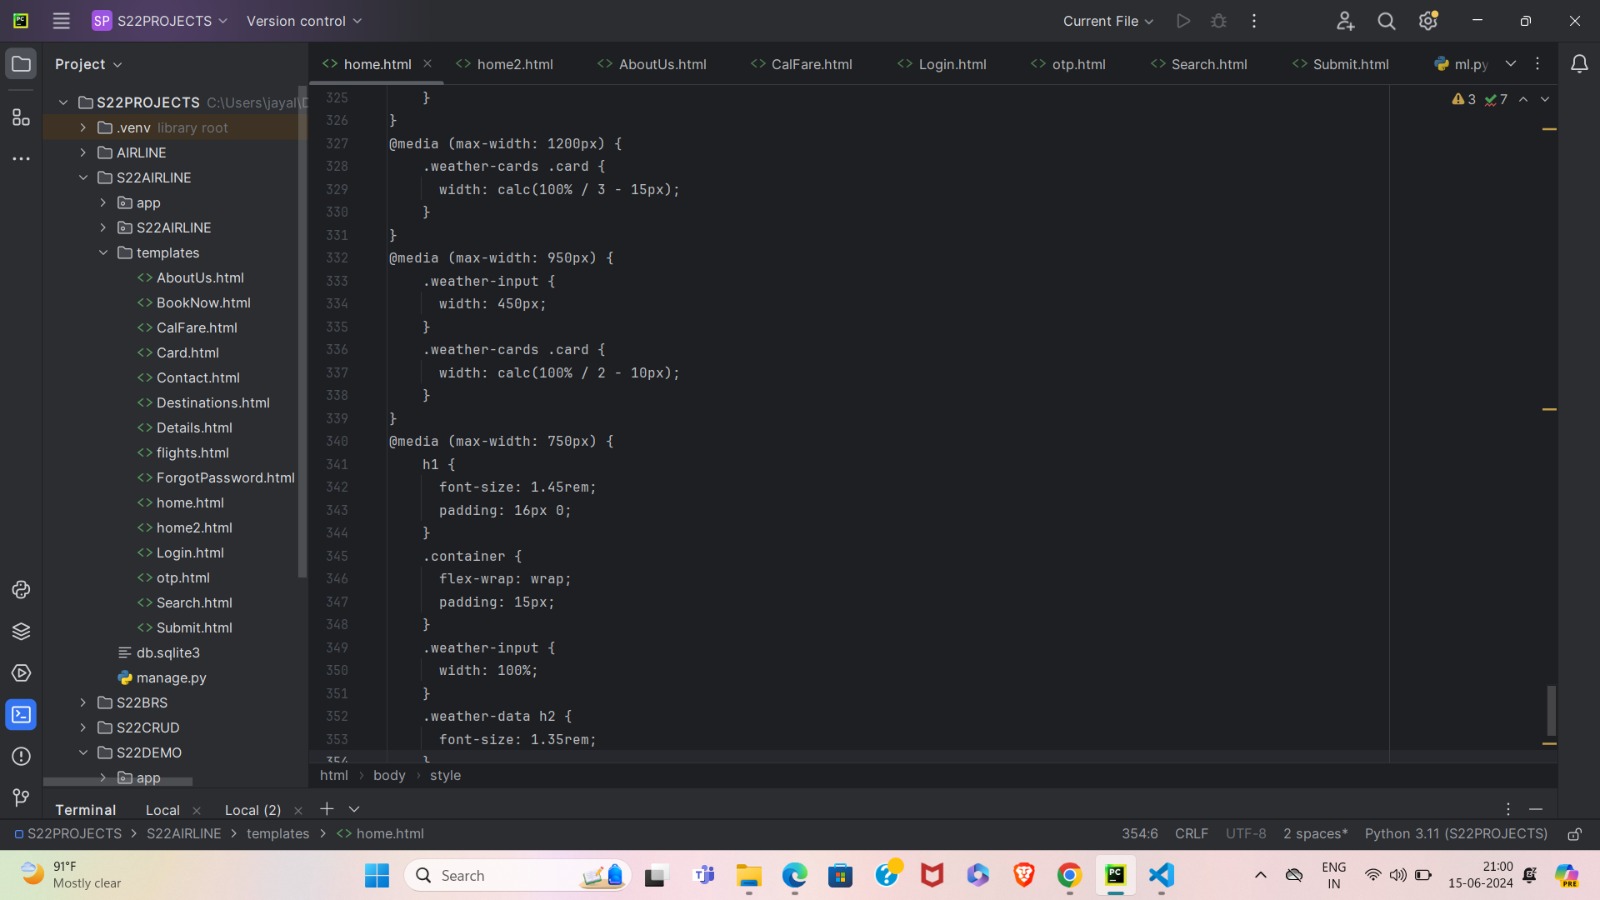 SP S22PROJECTS Version control Current File
Project
home.html home2.html AboutUs.html CalFare.html Login.html otp.html Search.html Submit.html ml.py
3 7
S22PROJECTS C:\Users\jayal\
.venv library root
AIRLINE
S22AIRLINE
app
S22AIRLINE
templates
AboutUs.html
BookNow.html
CalFare.html
Card.html
Contact.html
Destinations.html
Details.html
flights.html
ForgotPassword.html
home.html
home2.html
Login.html
otp.html
Search.html
Submit.html
db.sqlite3
manage.py
S22BRS
S22CRUD
S22DEMO
app
325 }
326 }
327 @media (max-width: 1200px) {
328 .weather-cards .card {
329 width: calc(100% / 3 - 15px);
330 }
331 }
332 @media (max-width: 950px) {
333 .weather-input {
334 width: 450px;
335 }
336 .weather-cards .card {
337 width: calc(100% / 2 - 10px);
338 }
339 }
340 @media (max-width: 750px) {
341 h1 {
342 font-size: 1.45rem;
343 padding: 16px 0;
344 }
345 .container {
346 flex-wrap: wrap;
347 padding: 15px;
348 }
349 .weather-input {
350 width: 100%;
351 }
352 .weather-data h2 {
353 font-size: 1.35rem;
354 }
html body style
Terminal Local Local (2)
S22PROJECTS S22AIRLINE templates home.html 354:6 CRLF UTF-8 2 spaces* Python 3.11 (S22PROJECTS)
91°F
Mostly clear
Search
ENG
IN
21:00
15-06-2024
PRE